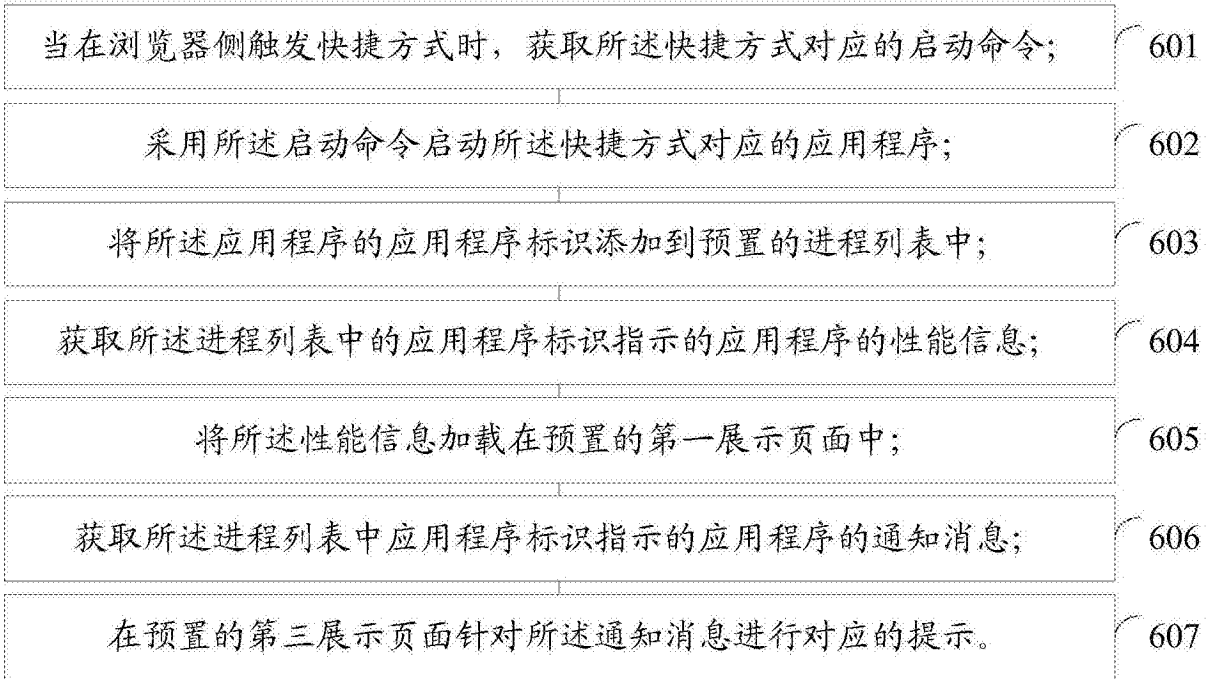 当在浏览器侧触发快捷方式时，获取所述快捷方式对应的启动命令； 601
采用所述启动命令启动所述快捷方式对应的应用程序； 602
将所述应用程序的应用程序标识添加到预置的进程列表中； 603
获取所述进程列表中的应用程序标识指示的应用程序的性能信息； 604
将所述性能信息加载在预置的第一展示页面中； 605
获取所述进程列表中应用程序标识指示的应用程序的通知消息； 606
在预置的第三展示页面针对所述通知消息进行对应的提示。 607